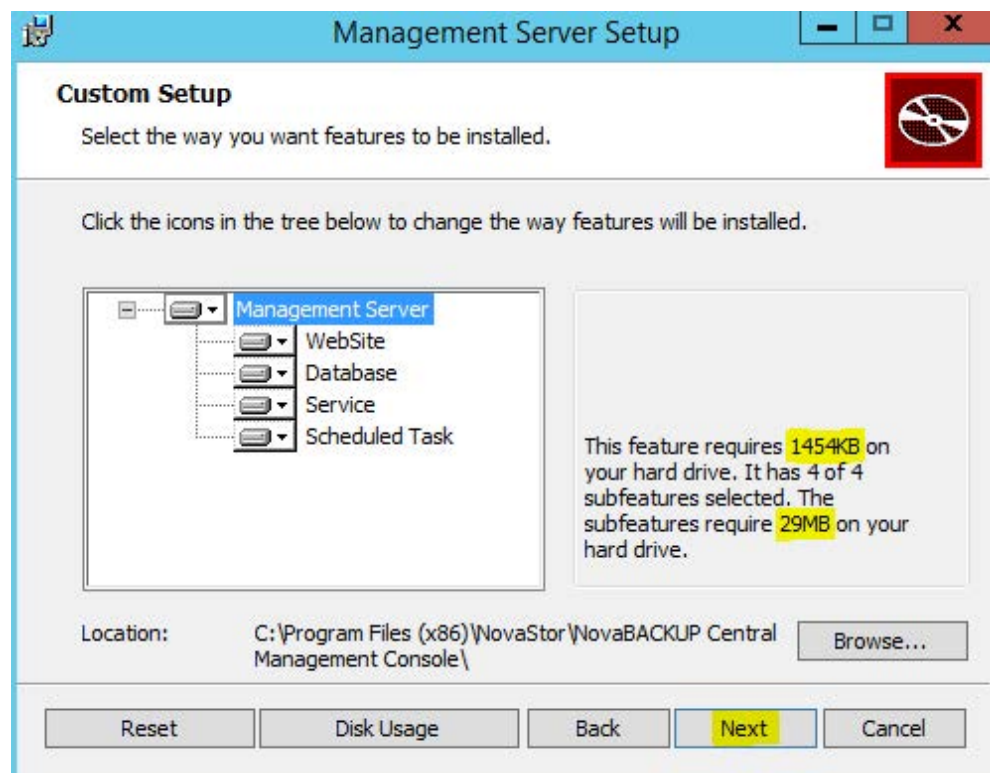 Management Server Setup
Custom Setup
Select the way you want features to be installed.
Click the icons in the tree below to change the way features will be installed.
Management Server
WebSite
Database
Service
Scheduled Task
This feature requires 1454KB on
your hard drive. It has 4 of 4
subfeatures selected. The
subfeatures require 29MB on your
hard drive.
Location:
C:\Program Files (x86)\NovaStor\NovaBACKUP Central
Management Console\
Browse...
Reset
Disk Usage
Back
Next
Cancel